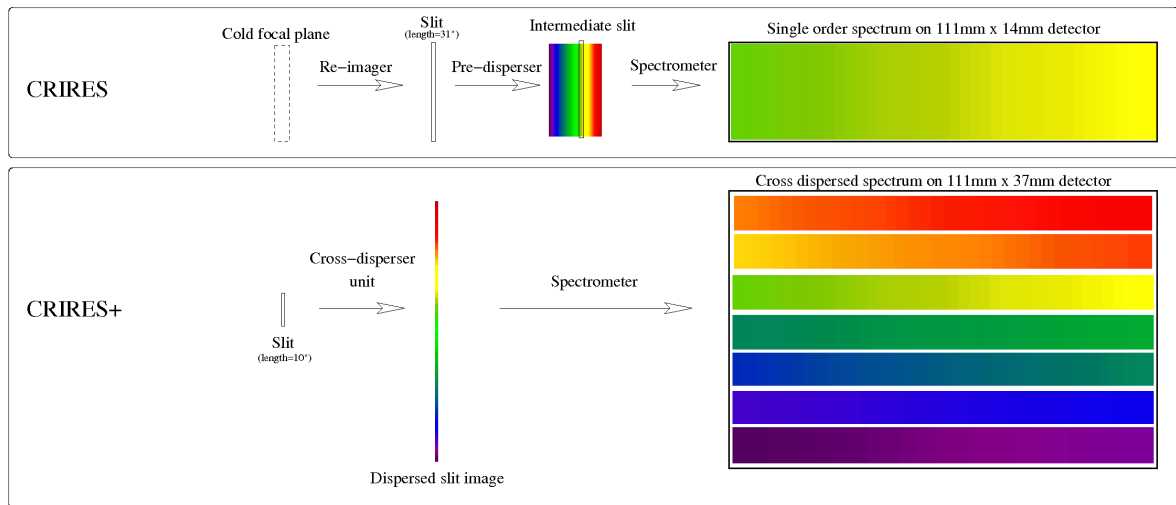 CRIRES
Cold focal plane
Re−imager
Slit
(length=31")
Pre−disperser
Intermediate slit
Spectrometer
Single order spectrum on 111mm x 14mm detector
CRIRES+
Slit
(length=10")
Cross−disperser
unit
Dispersed slit image
Spectrometer
Cross dispersed spectrum on 111mm x 37mm detector